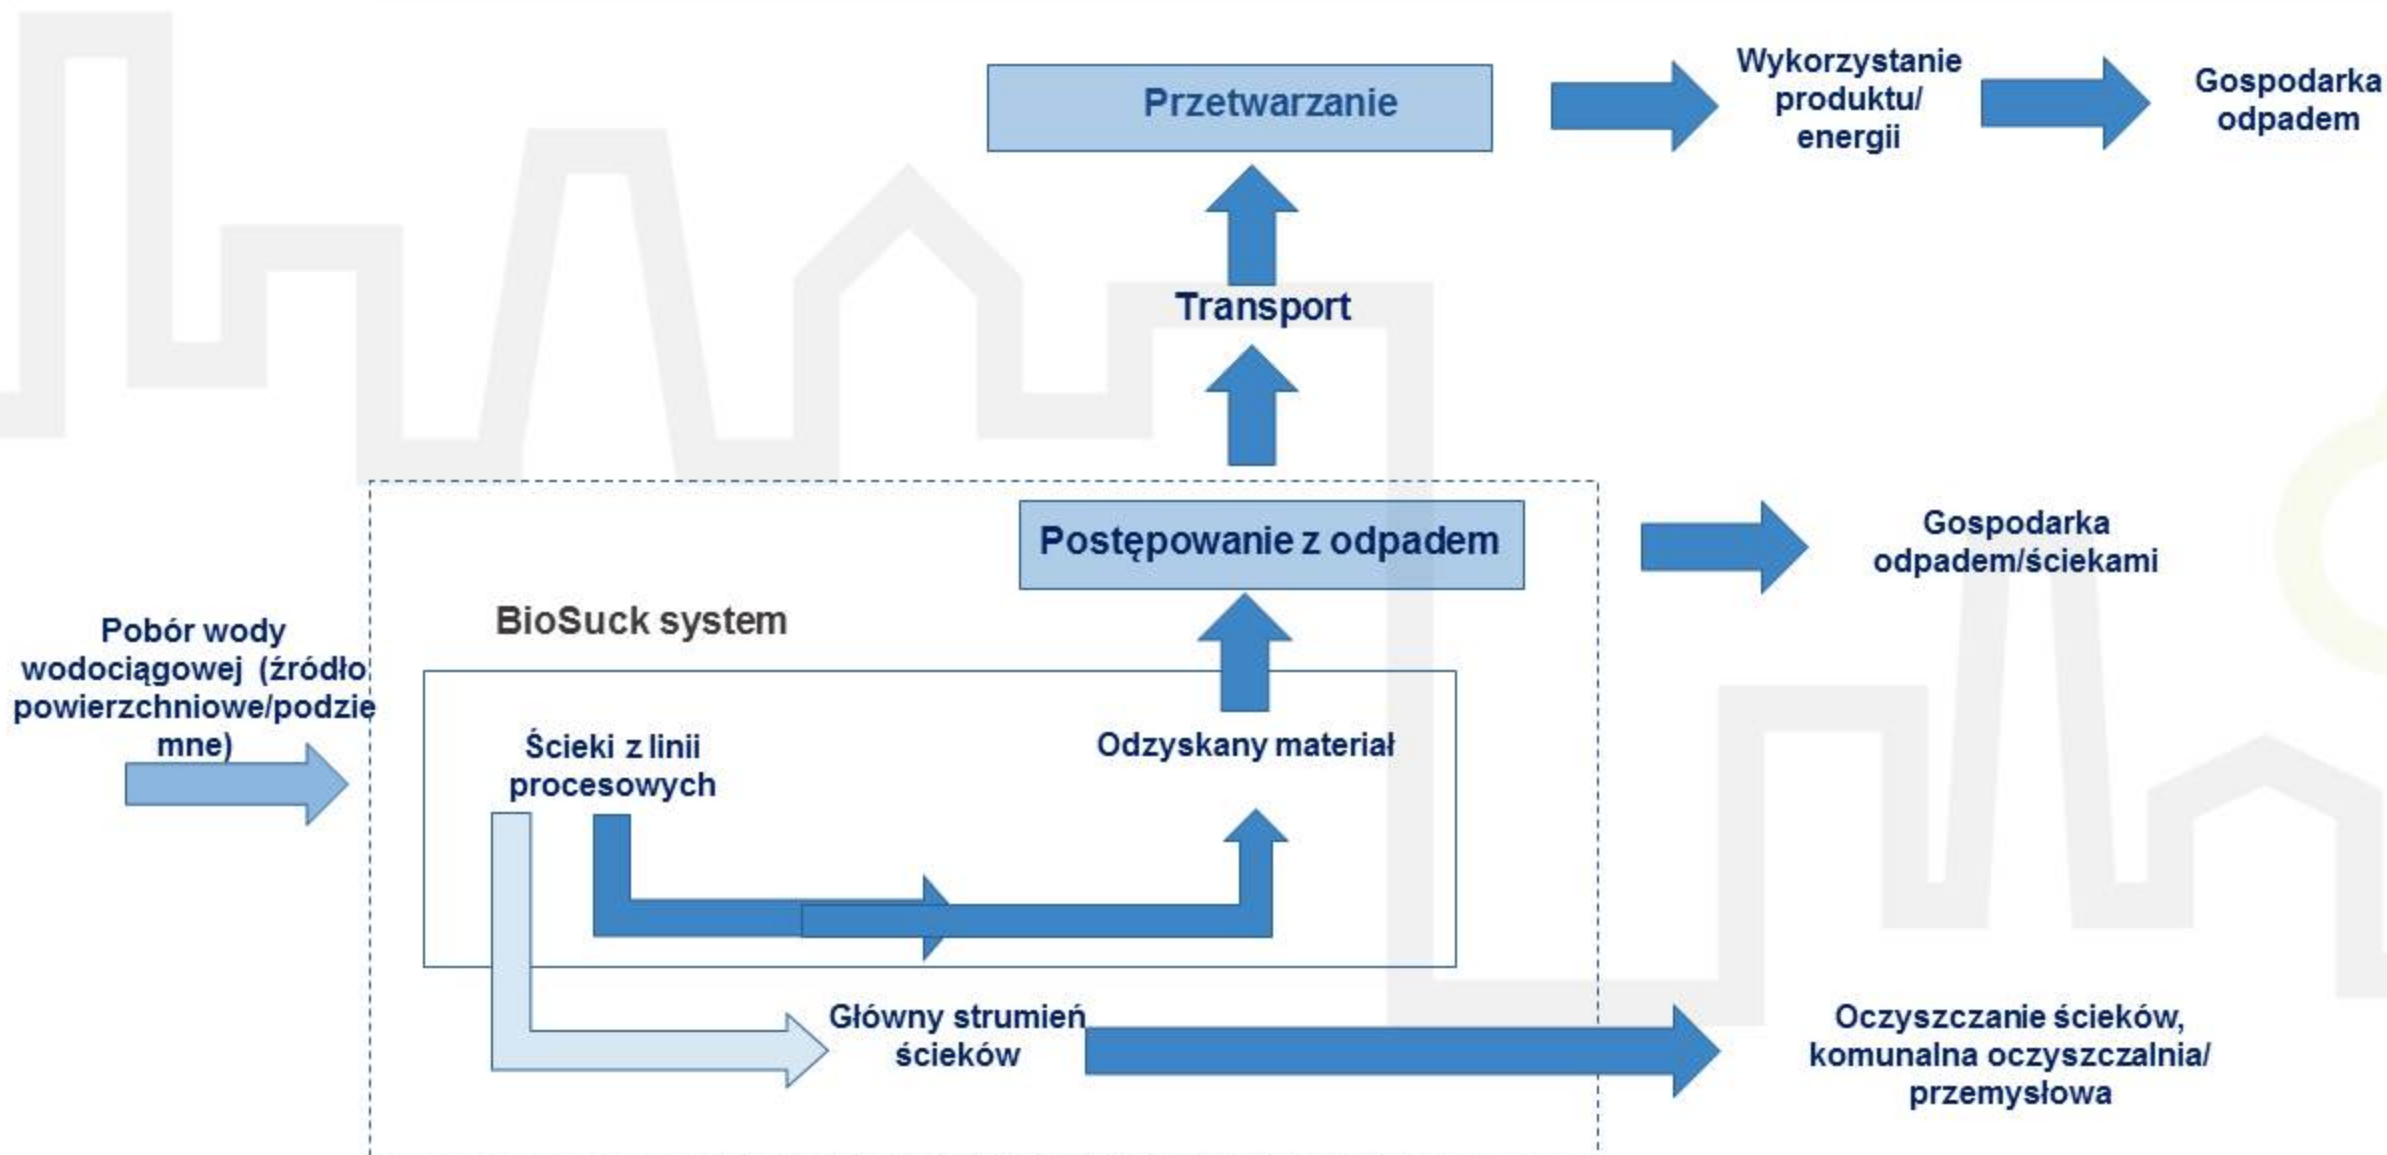 Przetwarzanie
Wykorzystanie
produktu/
energii
Gospodarka
odpadem
Transport
Postępowanie z odpadem
Gospodarka
odpadem/ściekami
BioSuck system
Pobór wody
wodociągowej (źródło
powierzchniowe/podzie
mne)
Ścieki z linii
procesowych
Odzyskany materiał
Główny strumień
ścieków
Oczyszczanie ścieków,
komunalna oczyszczalnia/
przemysłowa